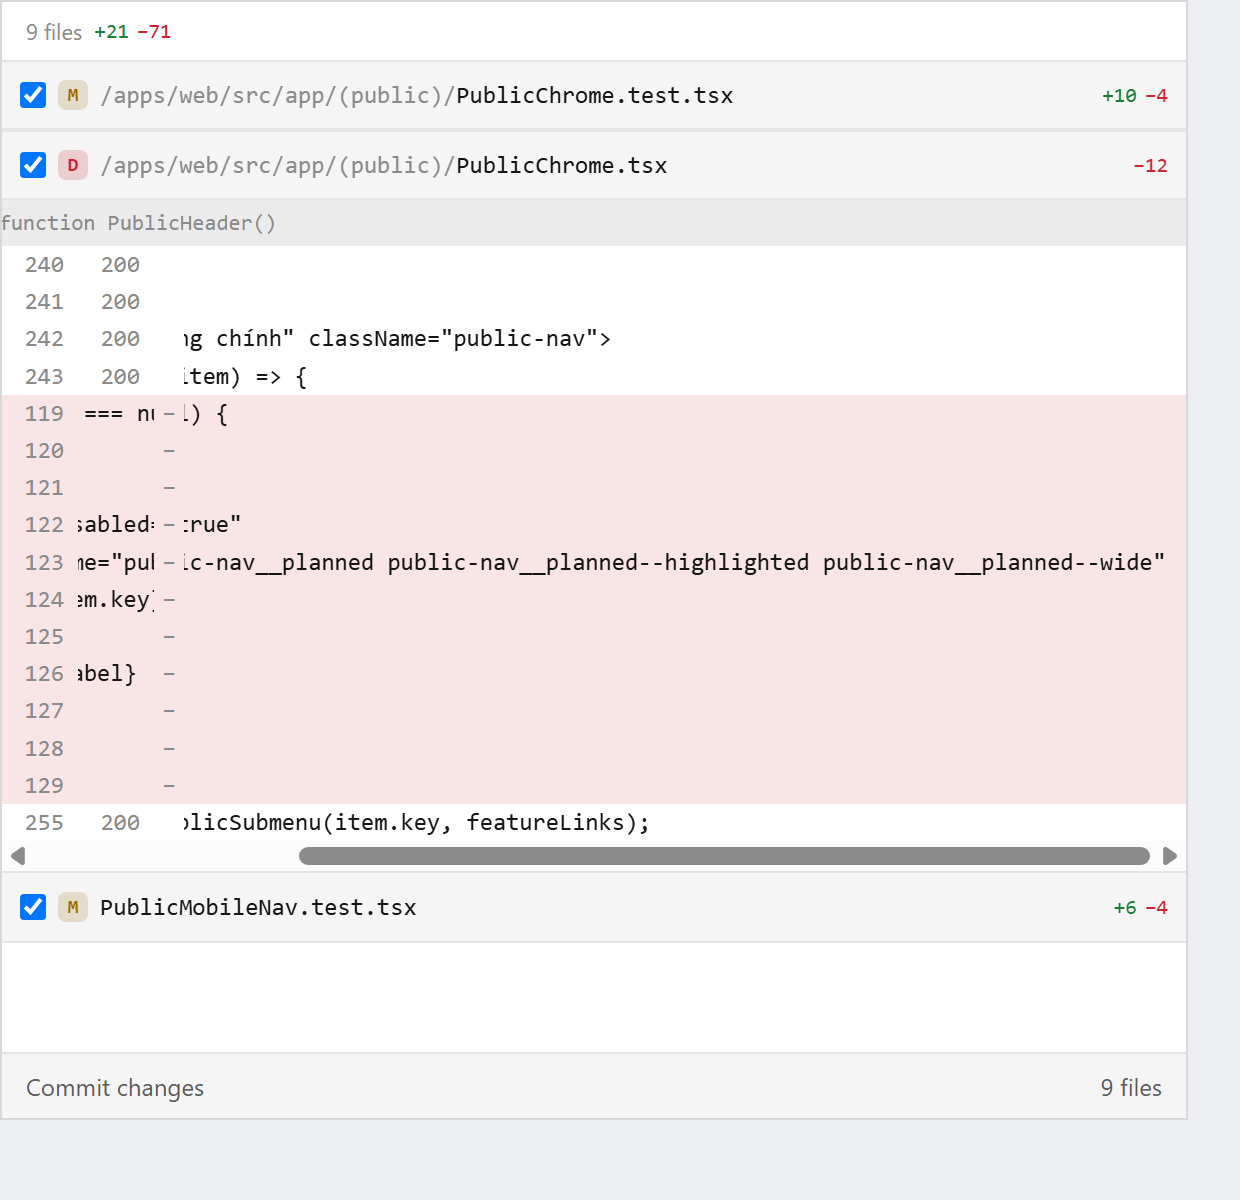 9 files +21 −71
M /apps/web/src/app/(public)/PublicChrome.test.tsx +10 −4
D /apps/web/src/app/(public)/PublicChrome.tsx −12
function PublicHeader()
240 200
241 200
242 200 ng chính" className="public-nav">
243 200 item) => {
119 === nu − l) {
120 −
121 −
122 sabled= − true"
123 me="publ − ic-nav__planned public-nav__planned--highlighted public-nav__planned--wide"
124 em.key} −
125 −
126 abel} −
127 −
128 −
129 −
255 200 blicSubmenu(item.key, featureLinks);
M PublicMobileNav.test.tsx +6 −4
Commit changes 9 files